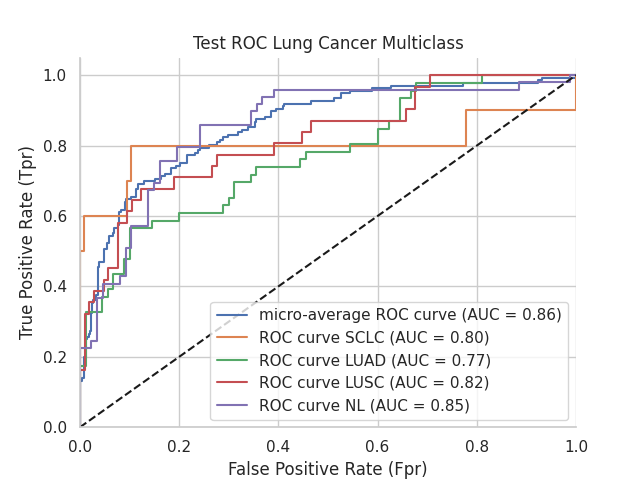 Test ROC Lung Cancer Multiclass
True Positive Rate (Tpr)
1.0
0.8
0.6
0.4
0.2
0.0
micro-average ROC curve (AUC = 0.86)
ROC curve SCLC (AUC = 0.80)
ROC curve LUAD (AUC = 0.77)
ROC curve LUSC (AUC = 0.82)
ROC curve NL (AUC = 0.85)
0.0 0.2 0.4 0.6 0.8 1.0
False Positive Rate (Fpr)